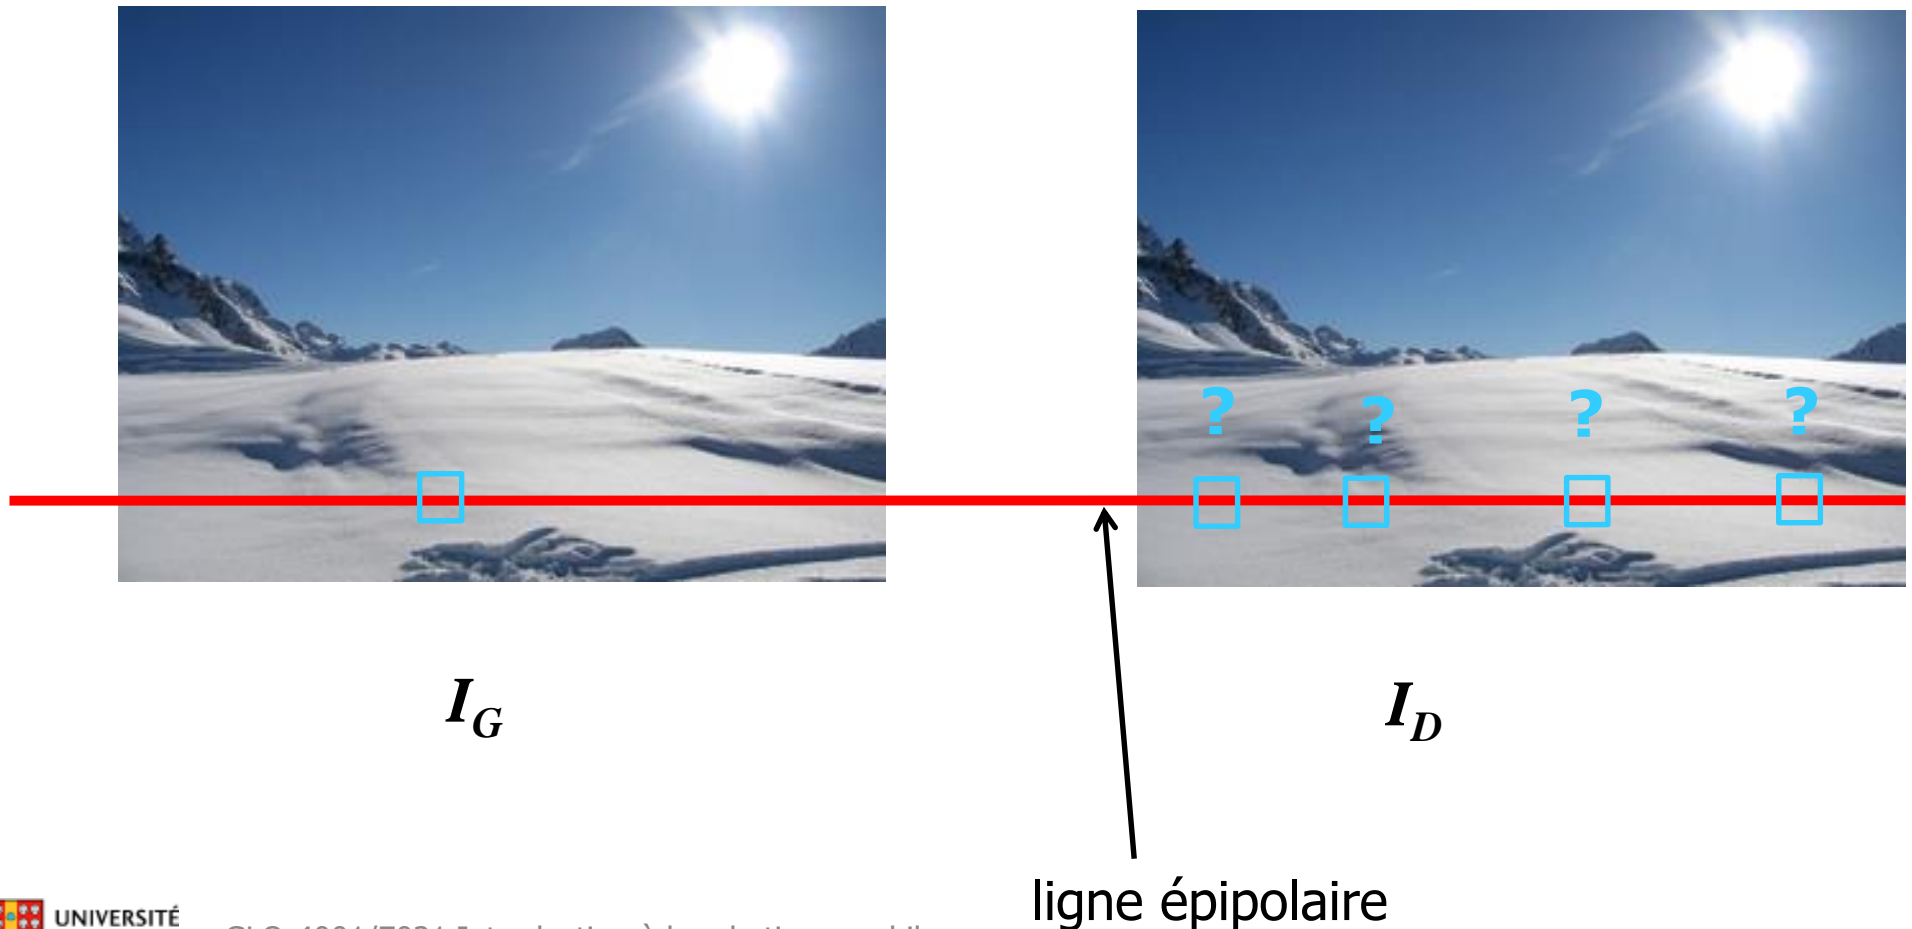 ? ? ? ?
I_G I_D
ligne épipolaire
UNIVERSITÉ